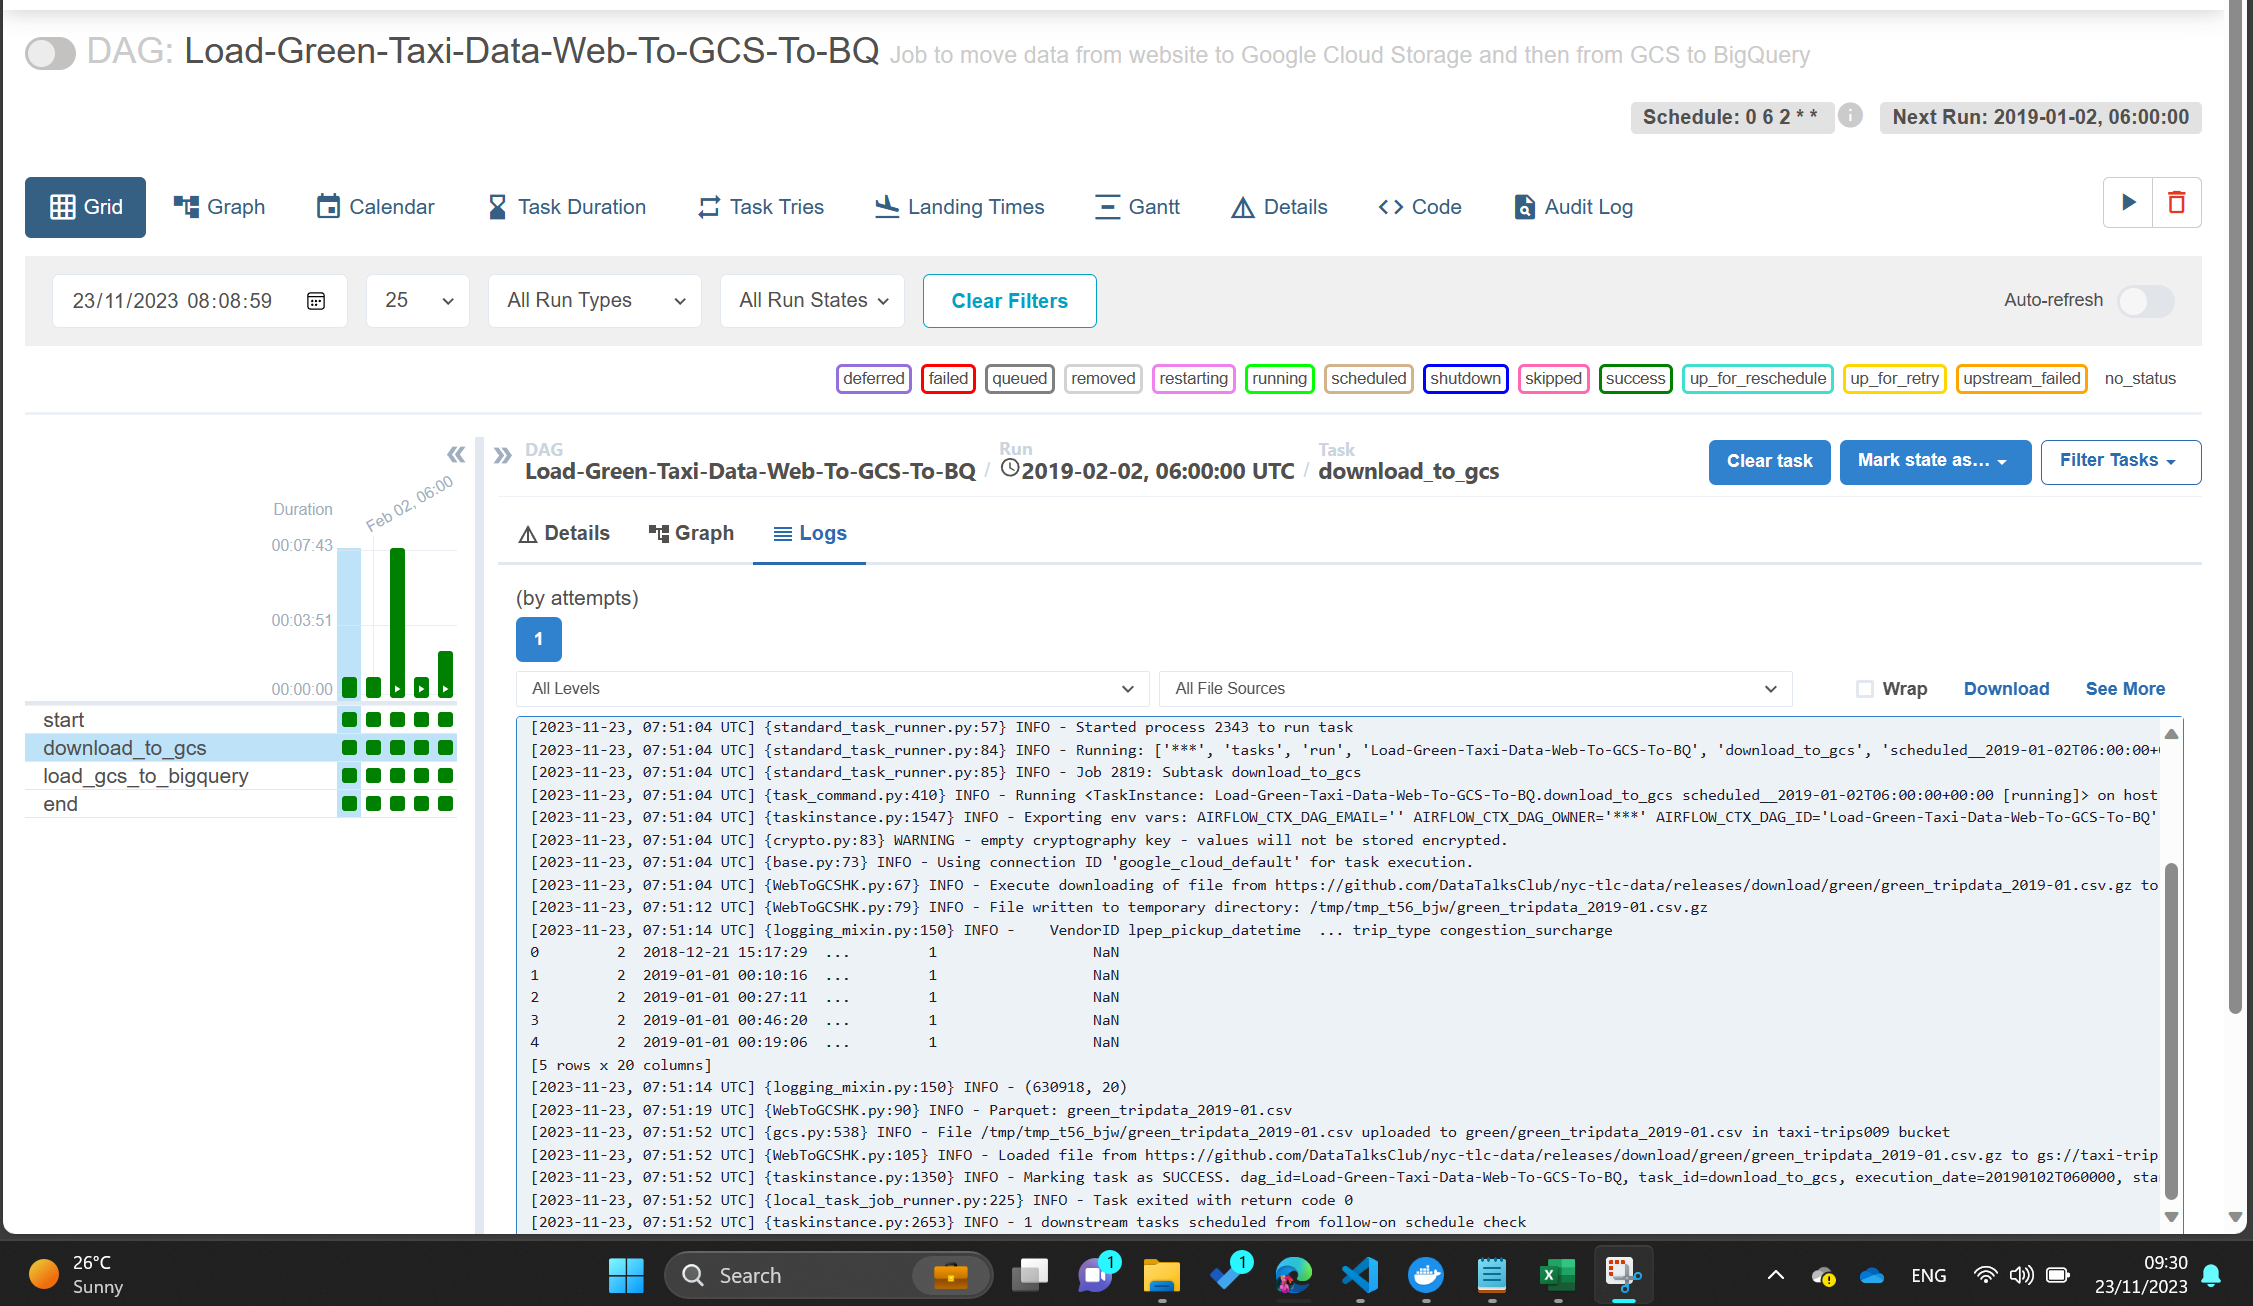 DAG: Load-Green-Taxi-Data-Web-To-GCS-To-BQ Job to move data from website to Google Cloud Storage and then from GCS to BigQuery
Schedule: 0 6 2 * * i Next Run: 2019-01-02, 06:00:00
Grid Graph Calendar Task Duration Task Tries Landing Times Gantt Details Code Audit Log
23/11/2023 08:08:59 25 All Run Types All Run States Clear Filters Auto-refresh
deferred failed queued removed restarting running scheduled shutdown skipped success up_for_reschedule up_for_retry upstream_failed no_status
Duration
Feb 02, 06:00
00:07:43
00:03:51
00:00:00
start
download_to_gcs
load_gcs_to_bigquery
end
DAG Run Task
Load-Green-Taxi-Data-Web-To-GCS-To-BQ / 2019-02-02, 06:00:00 UTC / download_to_gcs
Clear task Mark state as... Filter Tasks
Details Graph Logs
(by attempts)
1
All Levels All File Sources Wrap Download See More
[2023-11-23, 07:51:04 UTC] {standard_task_runner.py:57} INFO - Started process 2343 to run task
[2023-11-23, 07:51:04 UTC] {standard_task_runner.py:84} INFO - Running: ['***', 'tasks', 'run', 'Load-Green-Taxi-Data-Web-To-GCS-To-BQ', 'download_to_gcs', 'scheduled__2019-01-02T06:00:00+
[2023-11-23, 07:51:04 UTC] {standard_task_runner.py:85} INFO - Job 2819: Subtask download_to_gcs
[2023-11-23, 07:51:04 UTC] {task_command.py:410} INFO - Running <TaskInstance: Load-Green-Taxi-Data-Web-To-GCS-To-BQ.download_to_gcs scheduled__2019-01-02T06:00:00+00:00 [running]> on host
[2023-11-23, 07:51:04 UTC] {taskinstance.py:1547} INFO - Exporting env vars: AIRFLOW_CTX_DAG_EMAIL='' AIRFLOW_CTX_DAG_OWNER='***' AIRFLOW_CTX_DAG_ID='Load-Green-Taxi-Data-Web-To-GCS-To-BQ'
[2023-11-23, 07:51:04 UTC] {crypto.py:83} WARNING - empty cryptography key - values will not be stored encrypted.
[2023-11-23, 07:51:04 UTC] {base.py:73} INFO - Using connection ID 'google_cloud_default' for task execution.
[2023-11-23, 07:51:04 UTC] {WebToGCSHK.py:67} INFO - Execute downloading of file from https://github.com/DataTalksClub/nyc-tlc-data/releases/download/green/green_tripdata_2019-01.csv.gz to
[2023-11-23, 07:51:12 UTC] {WebToGCSHK.py:79} INFO - File written to temporary directory: /tmp/tmp_t56_bjw/green_tripdata_2019-01.csv.gz
[2023-11-23, 07:51:14 UTC] {logging_mixin.py:150} INFO - VendorID lpep_pickup_datetime ... trip_type congestion_surcharge
0 2 2018-12-21 15:17:29 ... 1 NaN
1 2 2019-01-01 00:10:16 ... 1 NaN
2 2 2019-01-01 00:27:11 ... 1 NaN
3 2 2019-01-01 00:46:20 ... 1 NaN
4 2 2019-01-01 00:19:06 ... 1 NaN
[5 rows x 20 columns]
[2023-11-23, 07:51:14 UTC] {logging_mixin.py:150} INFO - (630918, 20)
[2023-11-23, 07:51:19 UTC] {WebToGCSHK.py:90} INFO - Parquet: green_tripdata_2019-01.csv
[2023-11-23, 07:51:52 UTC] {gcs.py:538} INFO - File /tmp/tmp_t56_bjw/green_tripdata_2019-01.csv uploaded to green/green_tripdata_2019-01.csv in taxi-trips009 bucket
[2023-11-23, 07:51:52 UTC] {WebToGCSHK.py:105} INFO - Loaded file from https://github.com/DataTalksClub/nyc-tlc-data/releases/download/green/green_tripdata_2019-01.csv.gz to gs://taxi-trip
[2023-11-23, 07:51:52 UTC] {taskinstance.py:1350} INFO - Marking task as SUCCESS. dag_id=Load-Green-Taxi-Data-Web-To-GCS-To-BQ, task_id=download_to_gcs, execution_date=20190102T060000, sta
[2023-11-23, 07:51:52 UTC] {local_task_job_runner.py:225} INFO - Task exited with return code 0
[2023-11-23, 07:51:52 UTC] {taskinstance.py:2653} INFO - 1 downstream tasks scheduled from follow-on schedule check
26°C
Sunny
Search
1
1
ENG
09:30
23/11/2023